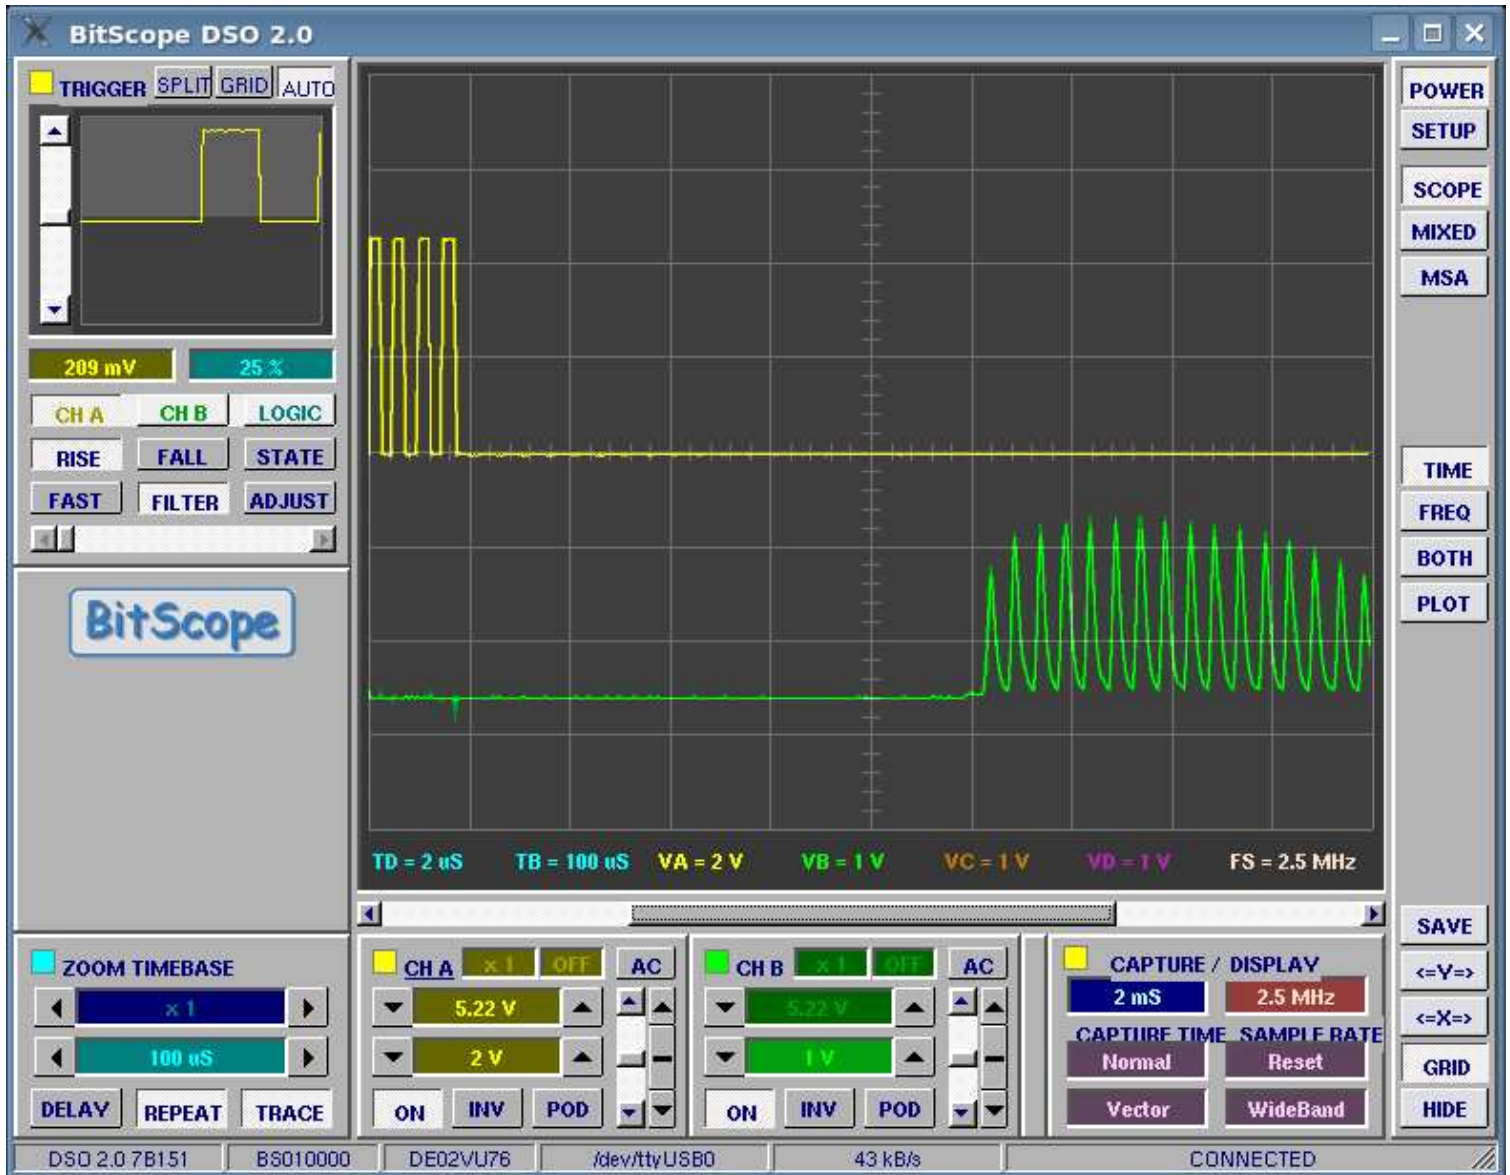 BitScope DSO 2.0
TRIGGER SPLIT GRID AUTO
209 mV 25 %
CH A CH B LOGIC
RISE FALL STATE
FAST FILTER ADJUST
BitScope
TD = 2 uS TB = 100 uS VA = 2 V VB = 1 V VC = 1 V VD = 1 V FS = 2.5 MHz
POWER
SETUP
SCOPE
MIXED
MSA
TIME
FREQ
BOTH
PLOT
SAVE
<=Y=>
<=X=>
GRID
HIDE
ZOOM TIMEBASE
x 1
100 uS
DELAY REPEAT TRACE
CH A x 1 OFF AC
5.22 V
2 V
ON INV POD
CH B x 1 OFF AC
5.22 V
1 V
ON INV POD
CAPTURE / DISPLAY
2 mS 2.5 MHz
CAPTURE TIME SAMPLE RATE
Normal Reset
Vector WideBand
DSO 2.0 7B151 BS010000 DE02VU76 /dev/ttyUSB0 43 kB/s CONNECTED